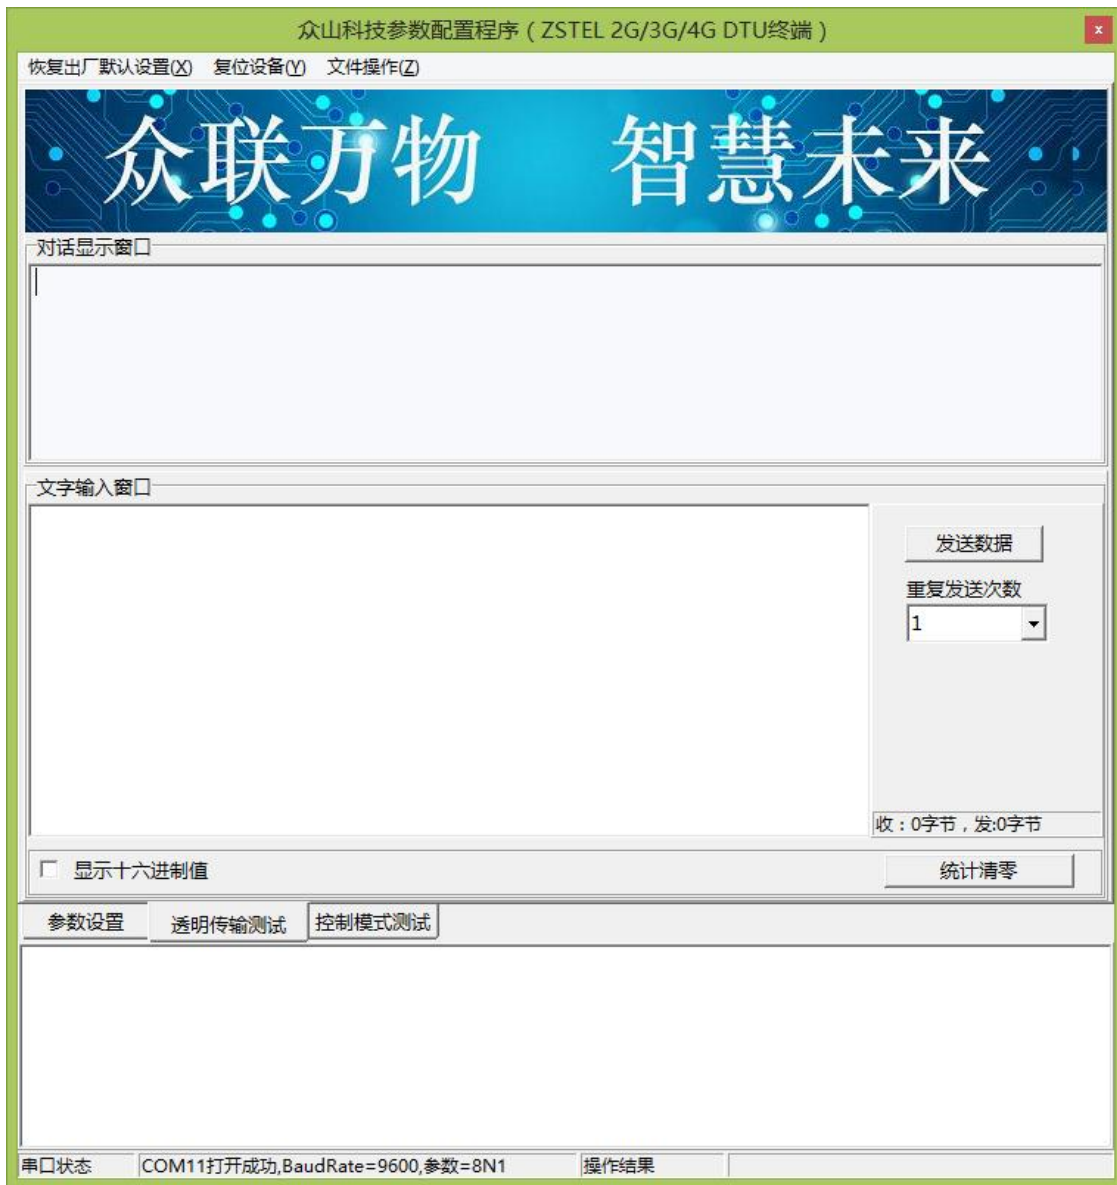 众山科技参数配置程序（ZSTEL 2G/3G/4G DTU终端）
x
恢复出厂默认设置(X) 复位设备(Y) 文件操作(Z)
众联万物 智慧未来
对话显示窗口
文字输入窗口
发送数据
重复发送次数
1
收：0字节，发:0字节
显示十六进制值 统计清零
参数设置 透明传输测试 控制模式测试
串口状态 COM11打开成功,BaudRate=9600,参数=8N1 操作结果